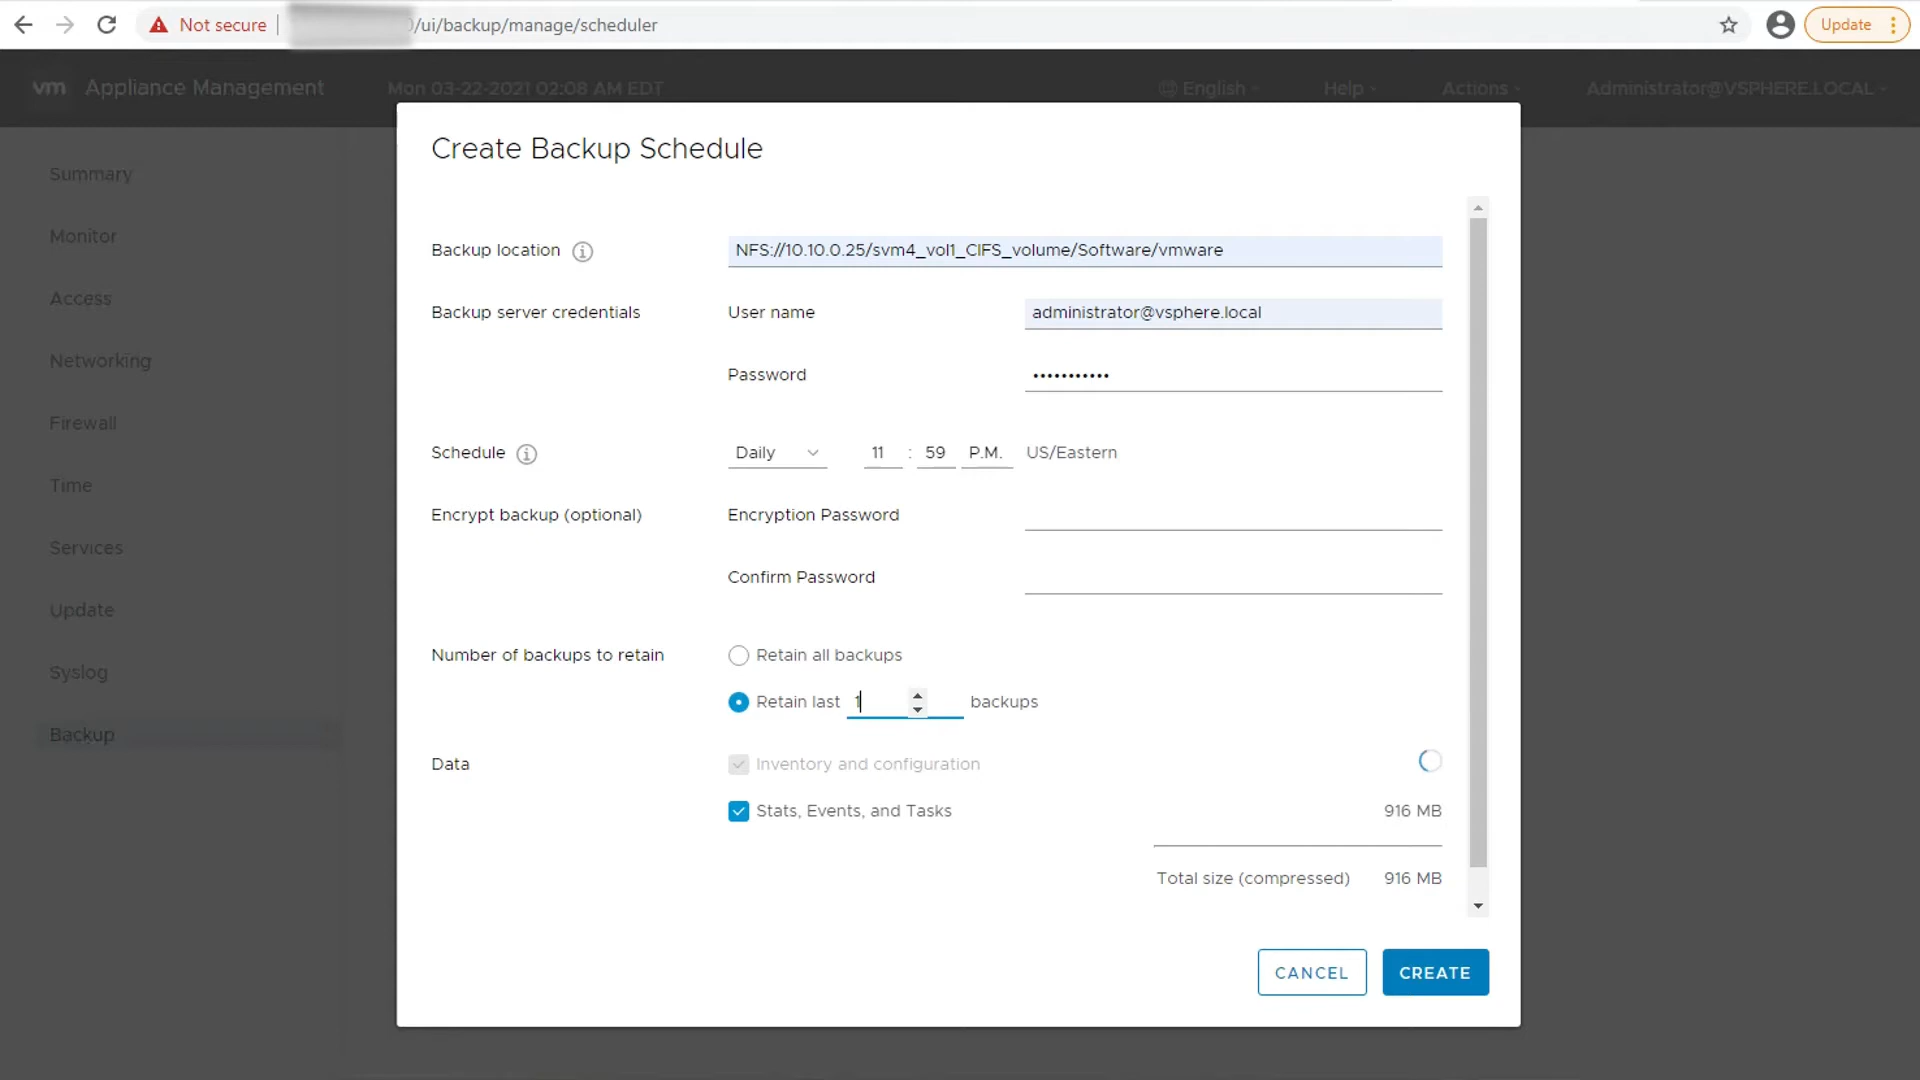 Not secure
/ui/backup/manage/scheduler
Update
vm Appliance Management Mon 03-22-2021 02:08 AM EDT English Help Actions Administrator@VSPHERE.LOCAL
Summary
Monitor
Access
Networking
Firewall
Time
Services
Update
Syslog
Backup
Create Backup Schedule
Backup location NFS://10.10.0.25/svm4_vol1_CIFS_volume/Software/vmware
Backup server credentials User name administrator@vsphere.local
Password •••••••••••
Schedule Daily 11 : 59 P.M. US/Eastern
Encrypt backup (optional) Encryption Password
Confirm Password
Number of backups to retain Retain all backups
Retain last 1 backups
Data Inventory and configuration
Stats, Events, and Tasks 916 MB
Total size (compressed) 916 MB
CANCEL CREATE